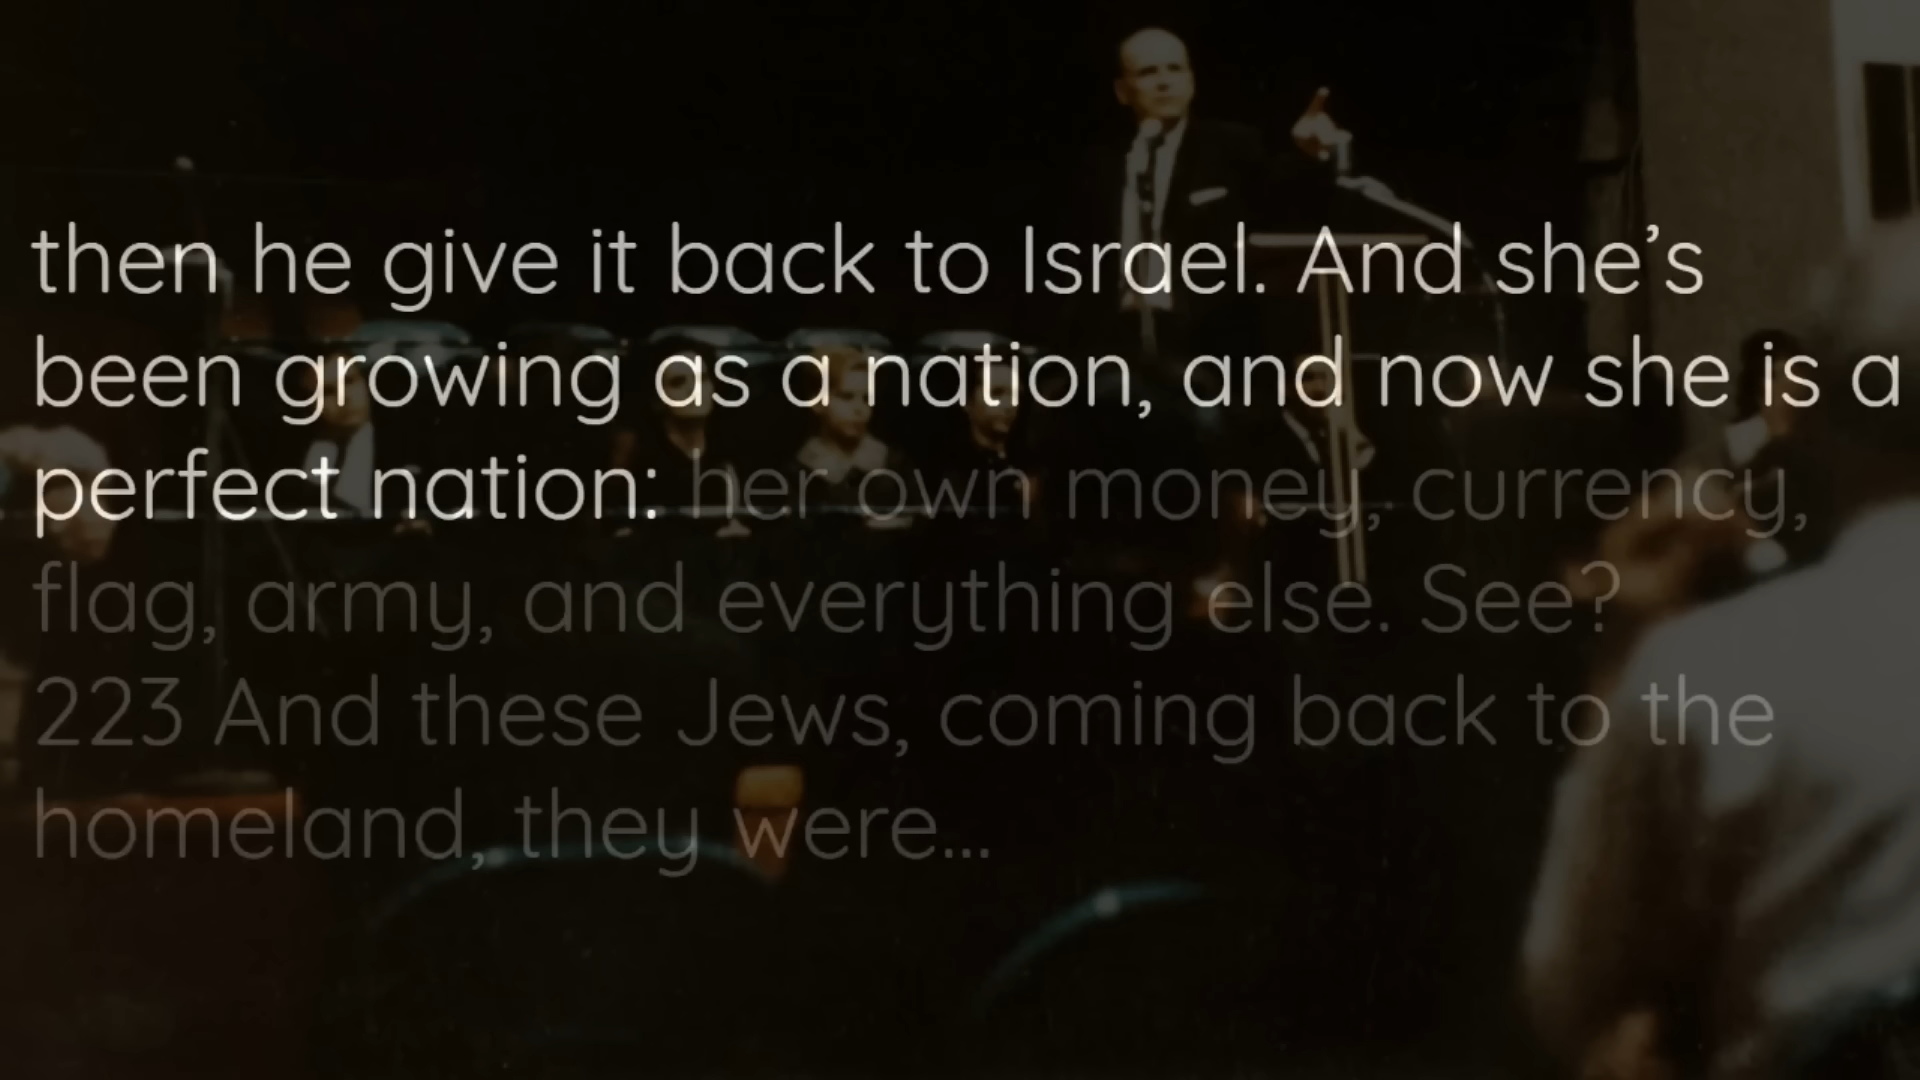 then he give it back to Israel. And she’s
been growing as a nation, and now she is a
perfect nation: her own money, currency,
flag, army, and everything else. See?
223 And these Jews, coming back to the
homeland, they were...